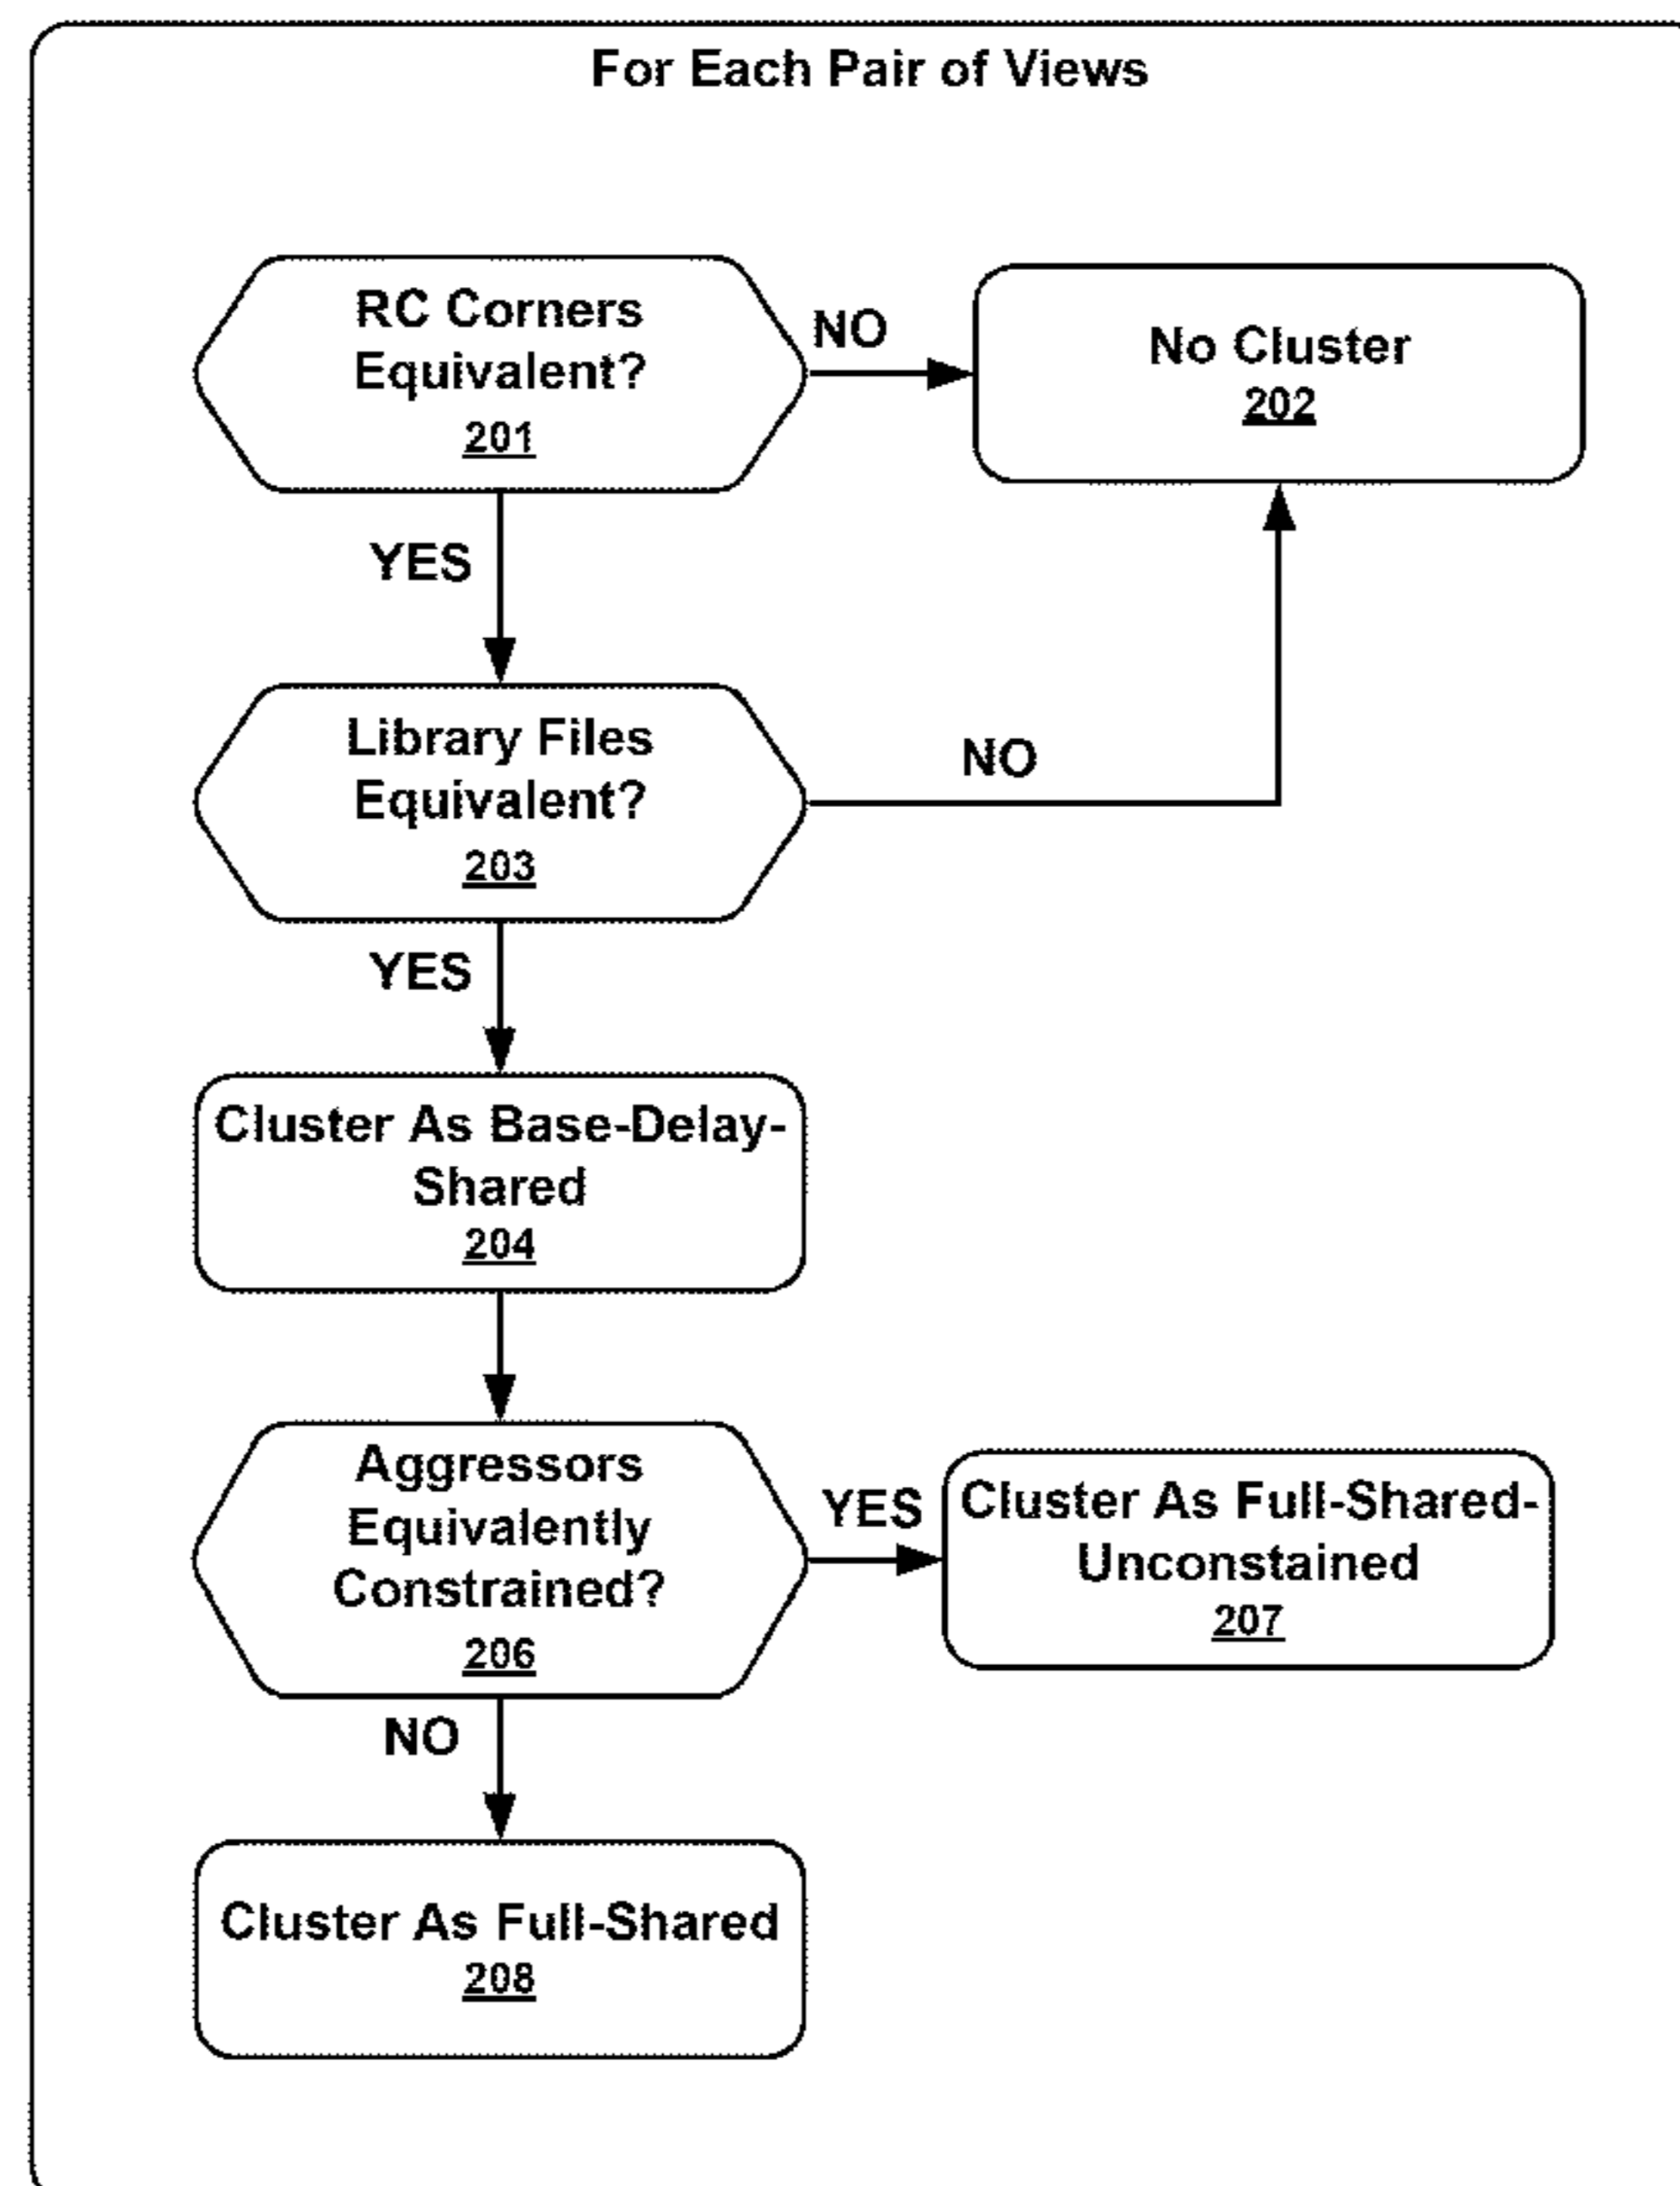 For Each Pair of Views
RC Corners
Equivalent?
201
NO
No Cluster
202
YES
Library Files
Equivalent?
203
NO
YES
Cluster As Base-Delay-
Shared
204
Aggressors
Equivalently
Constrained?
206
YES
Cluster As Full-Shared-
Unconstained
207
NO
Cluster As Full-Shared
208